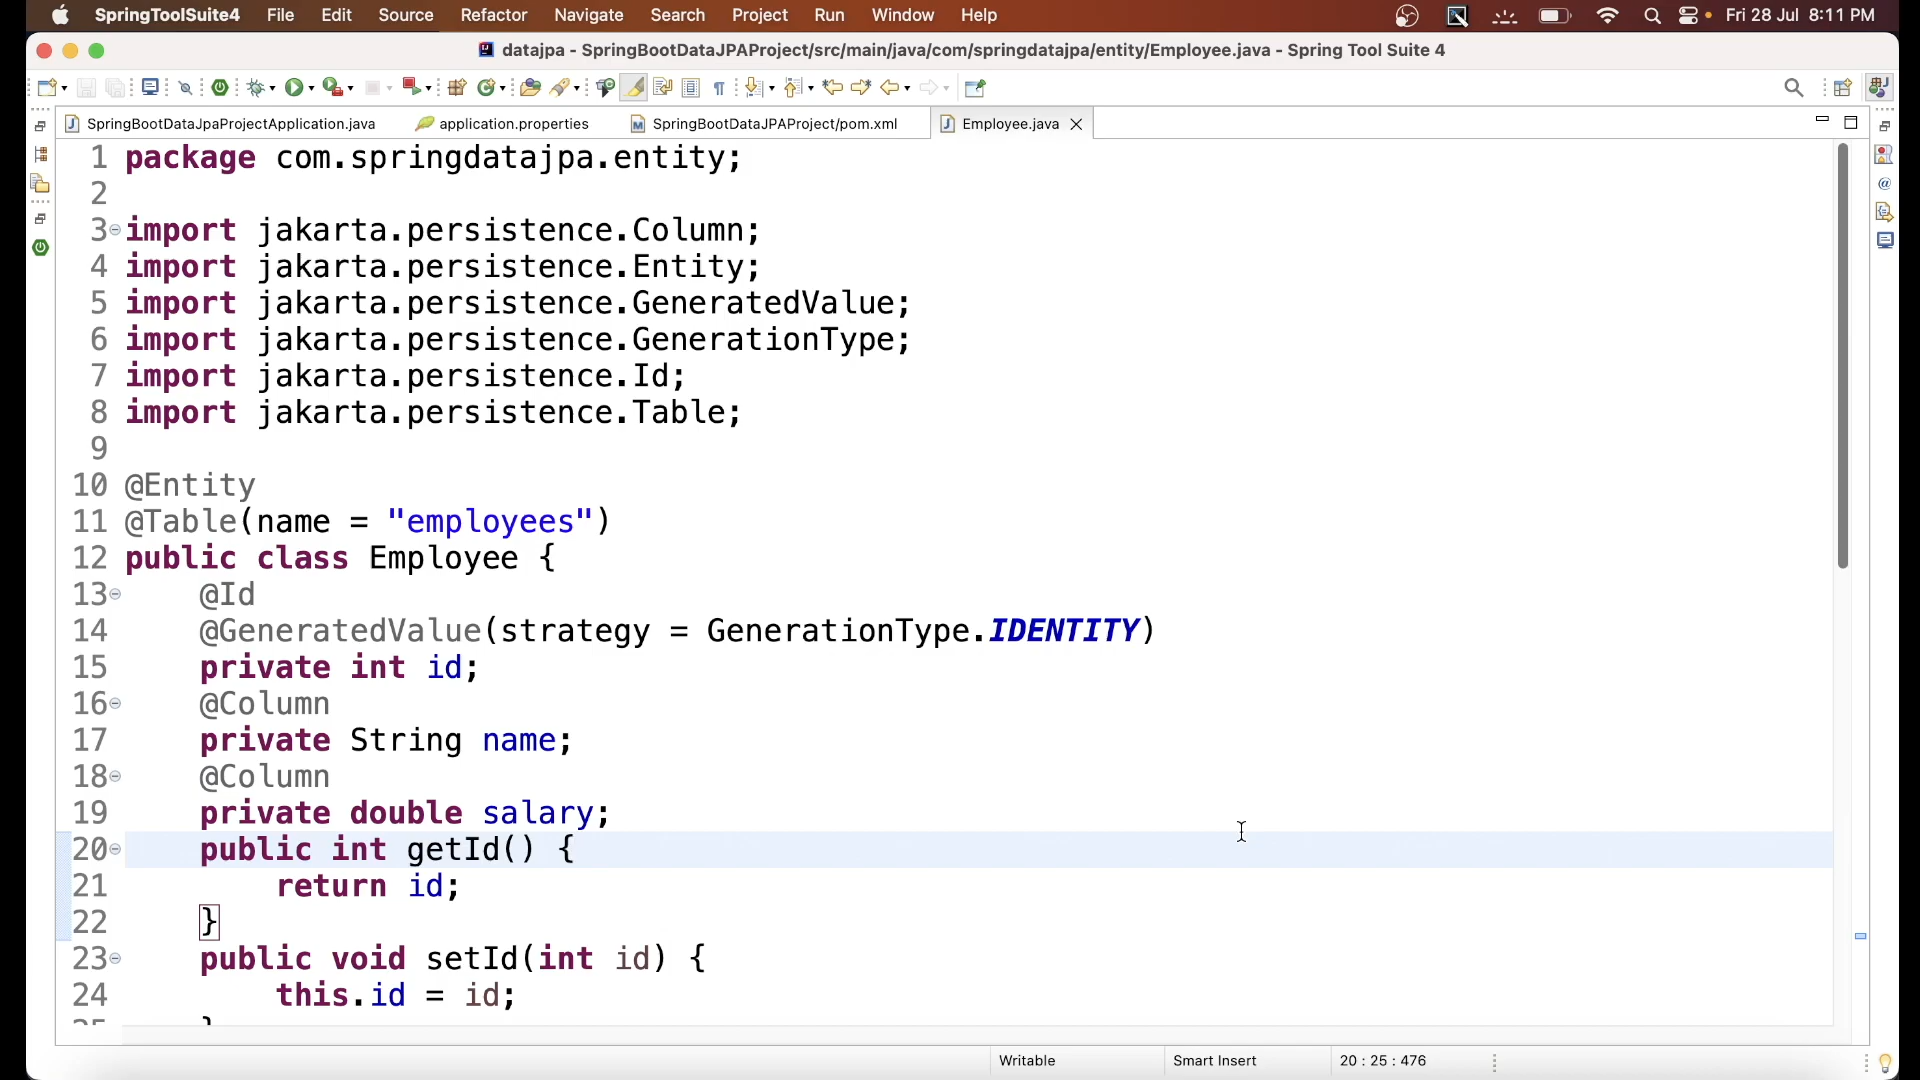 SpringToolSuite4 File Edit Source Refactor Navigate Search Project Run Window Help Fri 28 Jul 8:11 PM
datajpa - SpringBootDataJPAProject/src/main/java/com/springdatajpa/entity/Employee.java - Spring Tool Suite 4
SpringBootDataJpaProjectApplication.java application.properties SpringBootDataJPAProject/pom.xml Employee.java
1 package com.springdatajpa.entity;
2
3 import jakarta.persistence.Column;
4 import jakarta.persistence.Entity;
5 import jakarta.persistence.GeneratedValue;
6 import jakarta.persistence.GenerationType;
7 import jakarta.persistence.Id;
8 import jakarta.persistence.Table;
9
10 @Entity
11 @Table(name = "employees")
12 public class Employee {
13 @Id
14 @GeneratedValue(strategy = GenerationType.IDENTITY)
15 private int id;
16 @Column
17 private String name;
18 @Column
19 private double salary;
20 public int getId() {
21 return id;
22 }
23 public void setId(int id) {
24 this.id = id;
Writable Smart Insert 20 : 25 : 476